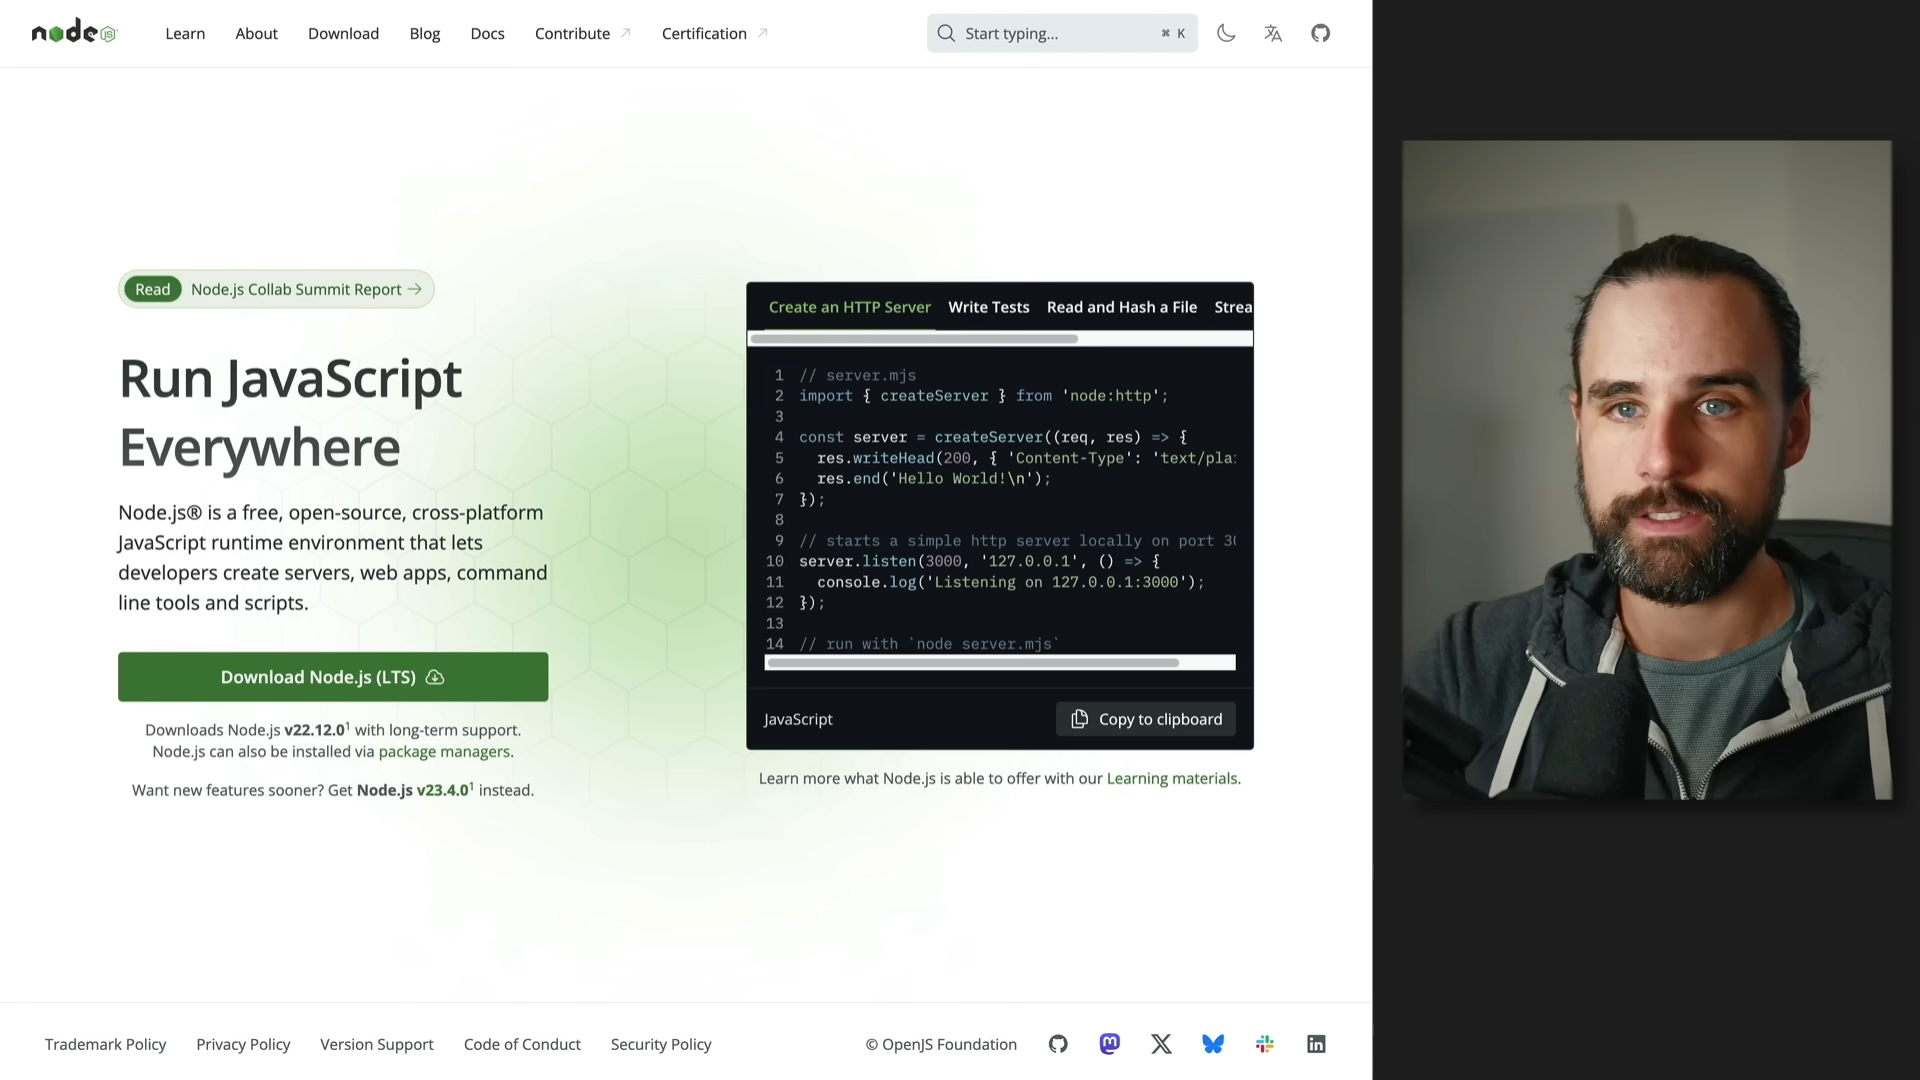 node JS
Learn
About
Download
Blog
Docs
Contribute
Certification
Start typing...
⌘ K
Read Node.js Collab Summit Report →
Run JavaScript
Everywhere
Node.js® is a free, open-source, cross-platform
JavaScript runtime environment that lets
developers create servers, web apps, command
line tools and scripts.
Download Node.js (LTS)
Downloads Node.js v22.12.0¹ with long-term support.
Node.js can also be installed via package managers.
Want new features sooner? Get Node.js v23.4.0¹ instead.
Create an HTTP Server
Write Tests
Read and Hash a File
Strea
1 // server.mjs
2 import { createServer } from 'node:http';
3
4 const server = createServer((req, res) => {
5 res.writeHead(200, { 'Content-Type': 'text/plai
6 res.end('Hello World!\n');
7 });
8
9 // starts a simple http server locally on port 30
10 server.listen(3000, '127.0.0.1', () => {
11 console.log('Listening on 127.0.0.1:3000');
12 });
13
14 // run with `node server.mjs`
JavaScript
Copy to clipboard
Learn more what Node.js is able to offer with our Learning materials.
Trademark Policy
Privacy Policy
Version Support
Code of Conduct
Security Policy
© OpenJS Foundation